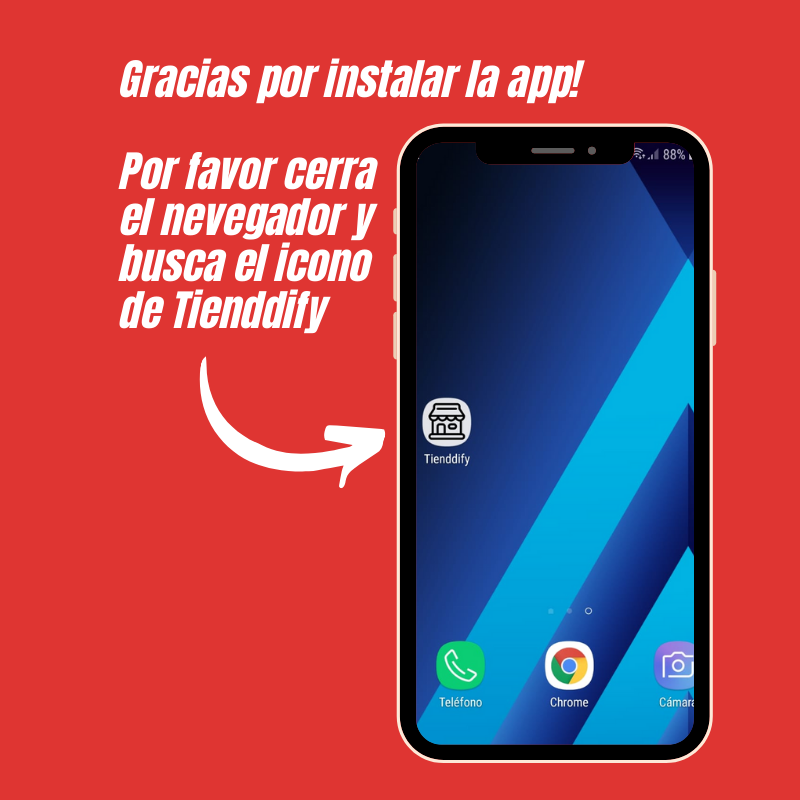 Gracias por instalar la app!
Por favor cerra
el nevegador y
busca el icono
de Tienddify
88%
Tienddify
Teléfono
Chrome
Cámara